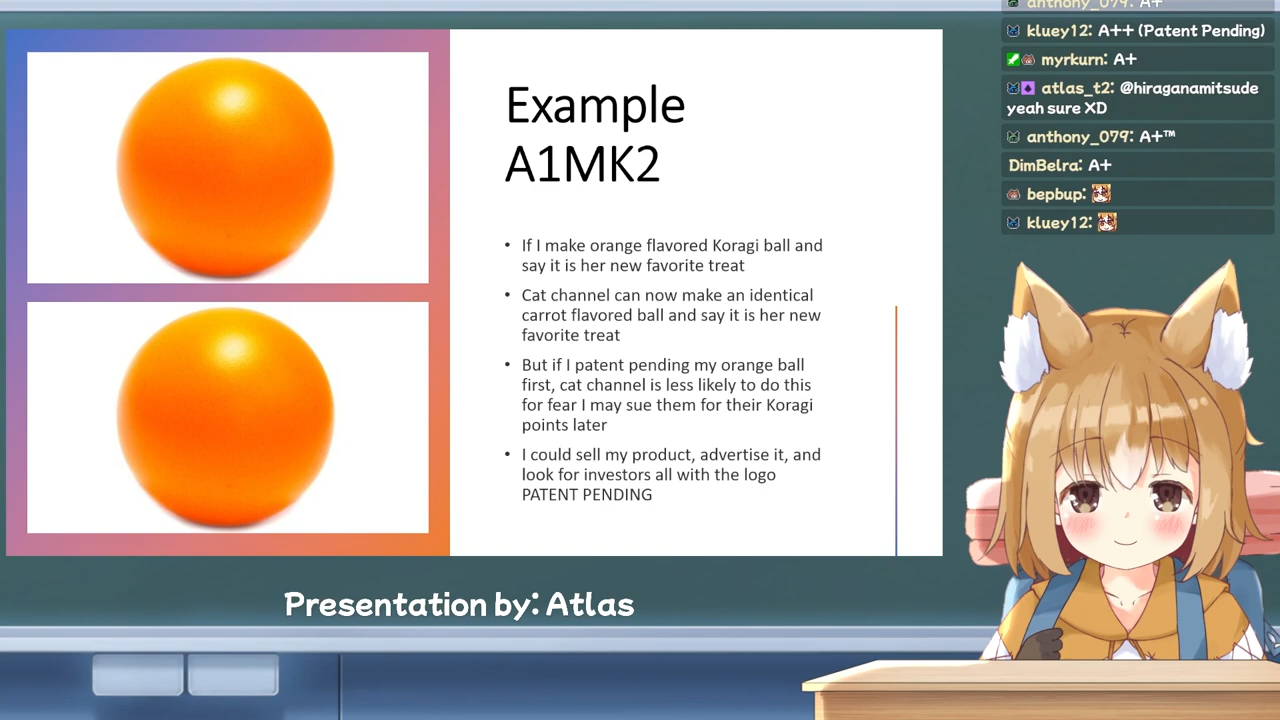 Example
A1MK2
• If I make orange flavored Koragi ball and
say it is her new favorite treat
• Cat channel can now make an identical
carrot flavored ball and say it is her new
favorite treat
• But if I patent pending my orange ball
first, cat channel is less likely to do this
for fear I may sue them for their Koragi
points later
• I could sell my product, advertise it, and
look for investors all with the logo
PATENT PENDING
Presentation by: Atlas
anthony_079: A+
kluey12: A++ (Patent Pending)
myrkurn: A+
atlas_t2: @hiraganamitsude
yeah sure XD
anthony_079: A+™
DimBelra: A+
bepbup:
kluey12: